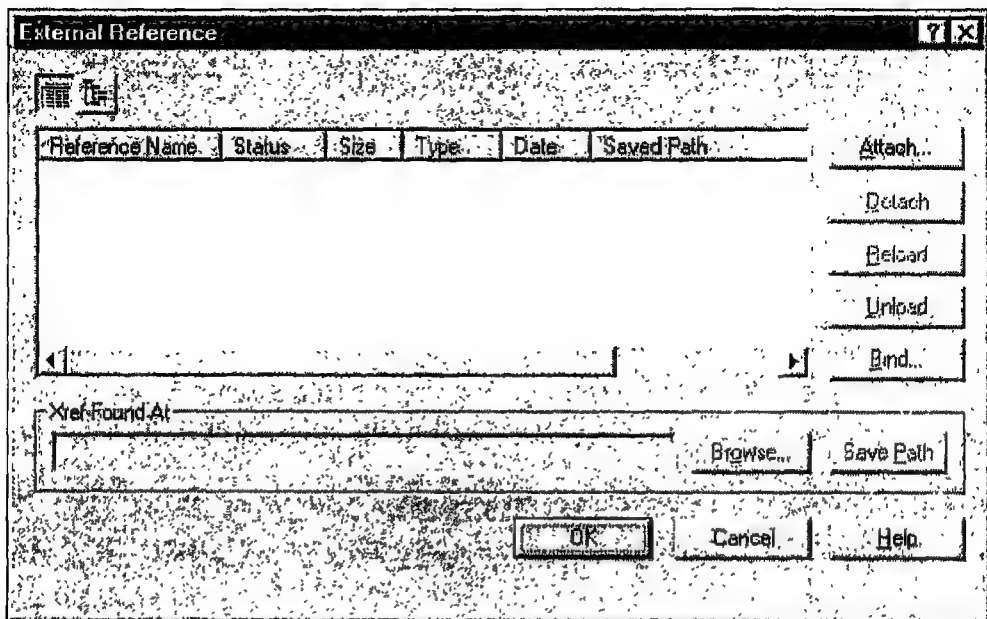 External Reference
Reference Name Status Size Type Date Saved Path
Attach...
Detach
Reload
Unload
Bind...
Xref Found At
Browse... Save Path
OK Cancel Help